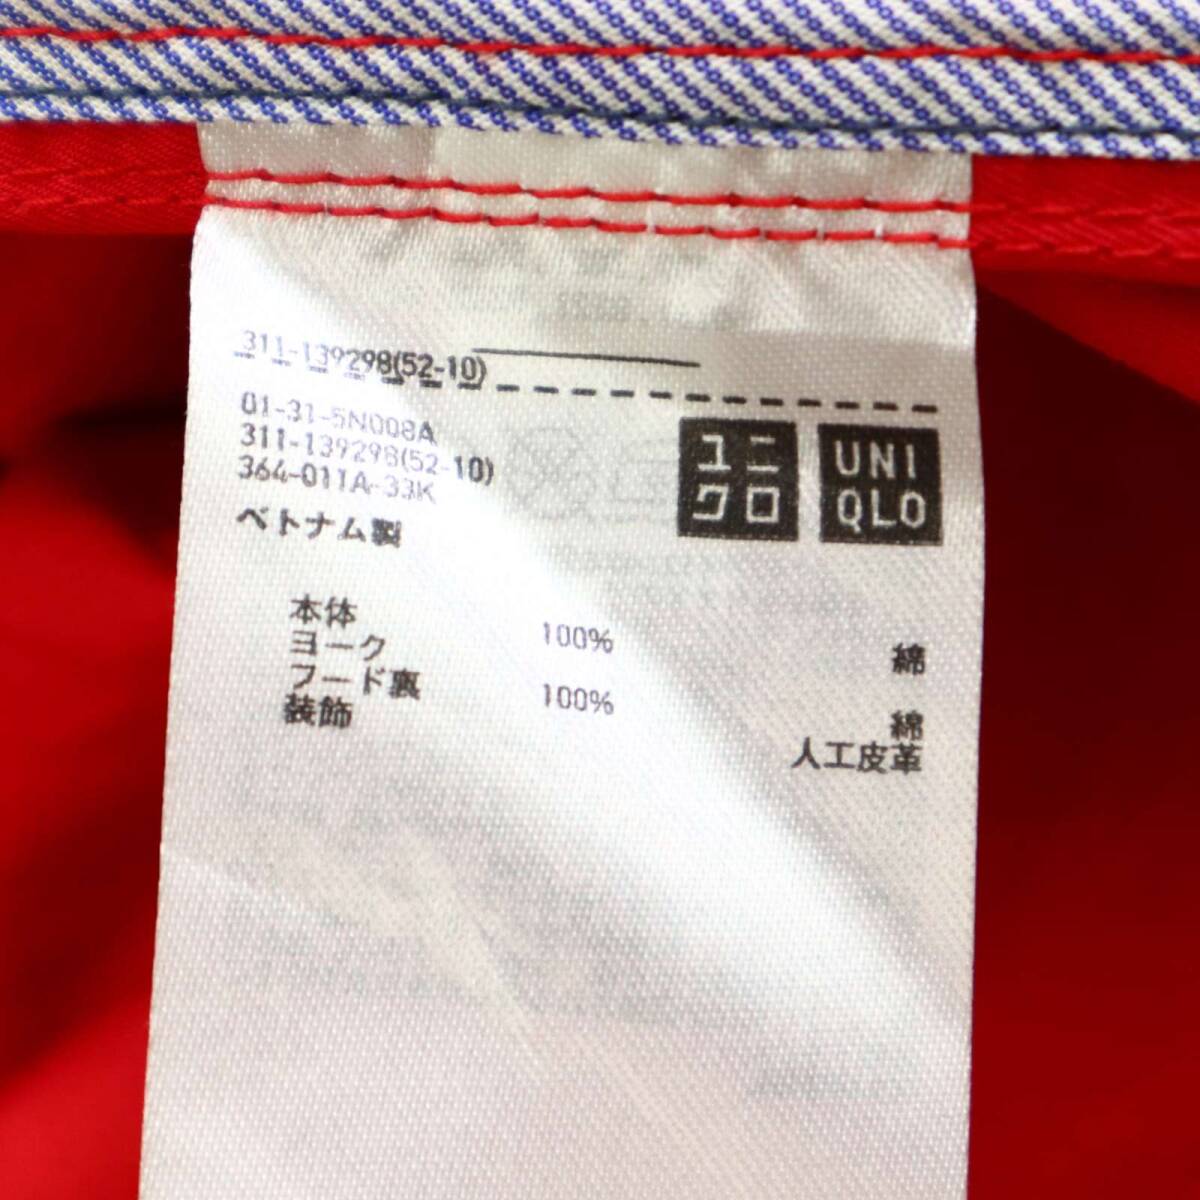 311-139298(52-10)
01-31-5N008A
311-139298(52-10)
364-011A-33K
ベトナム製
ユニ
クロ
UNI
QLO
本体
ヨーク 100% 綿
フード裏
装飾 100% 綿
人工皮革